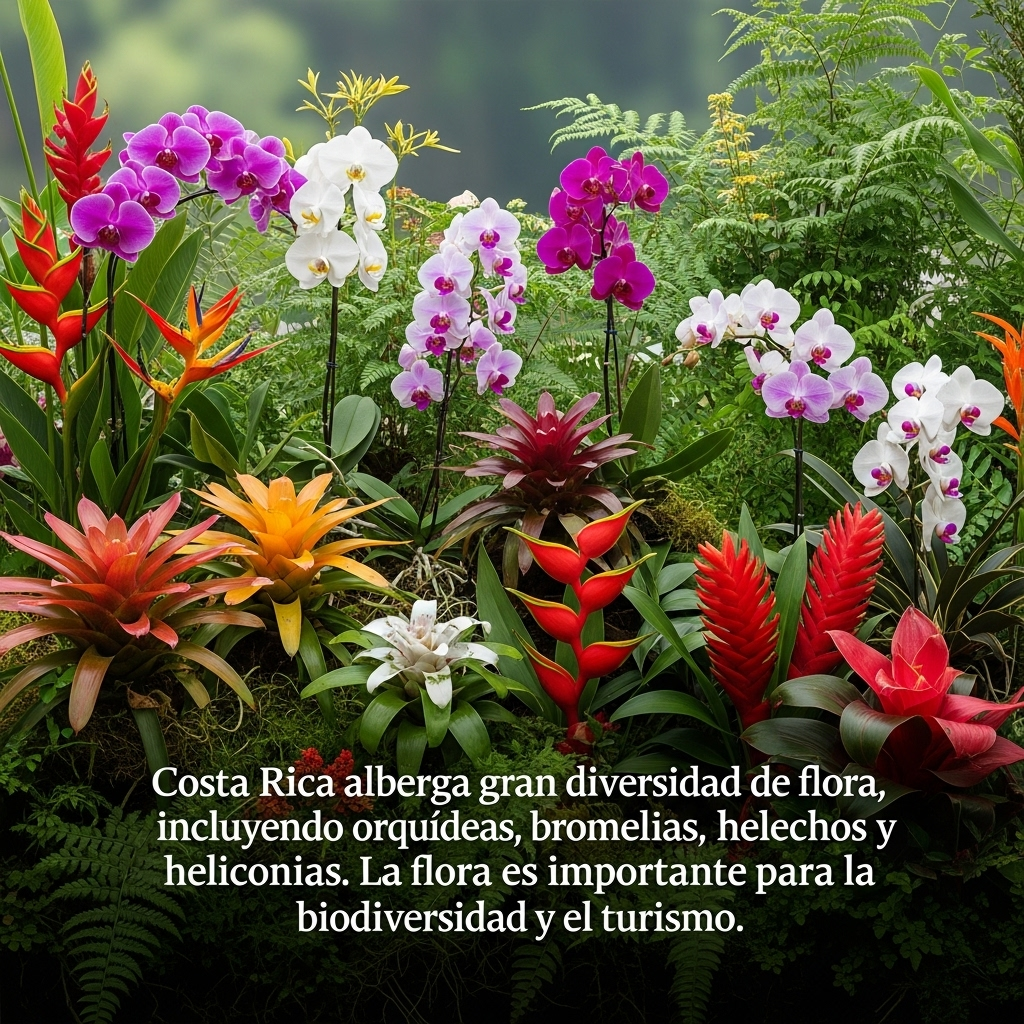 Costa Rica alberga gran diversidad de flora,
incluyendo orquídeas, bromelias, helechos y
heliconias. La flora es importante para la
biodiversidad y el turismo.